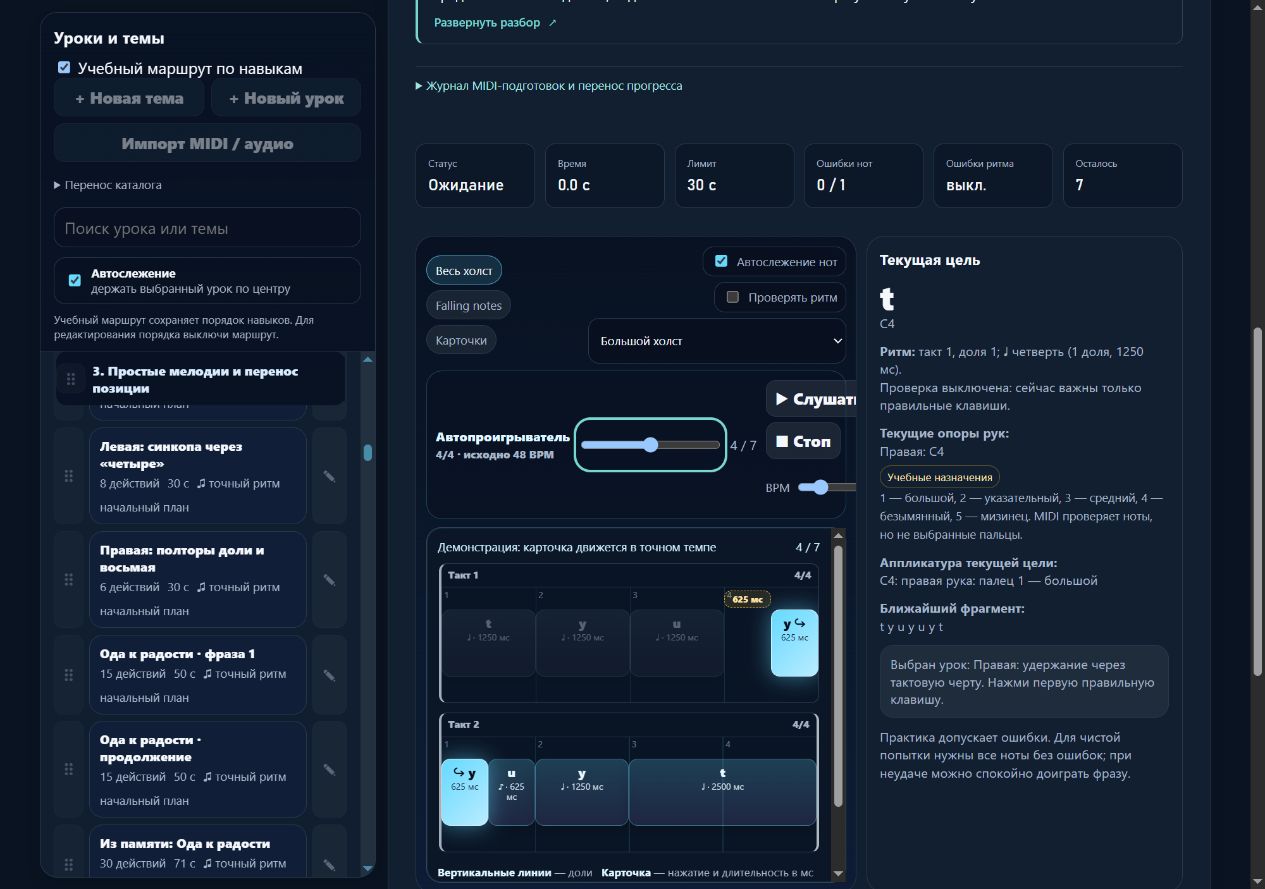 Уроки и темы
Учебный маршрут по навыкам
+ Новая тема
+ Новый урок
Импорт MIDI / аудио
▶ Перенос каталога
Поиск урока или темы
Автослежение
держать выбранный урок по центру
Учебный маршрут сохраняет порядок навыков. Для
редактирования порядка выключи маршрут.
3. Простые мелодии и перенос
позиции
начальный план
Левая: синкопа через
«четыре»
8 действий 30 с ♫ точный ритм
начальный план
Правая: полторы доли и
восьмая
6 действий 30 с ♫ точный ритм
начальный план
Ода к радости · фраза 1
15 действий 50 с ♫ точный ритм
начальный план
Ода к радости ·
продолжение
15 действий 50 с ♫ точный ритм
начальный план
Из памяти: Ода к радости
30 действий 71 с ♫ точный ритм
Развернуть разбор ↗
▶ Журнал MIDI-подготовок и перенос прогресса
Статус
Ожидание
Время
0.0 с
Лимит
30 с
Ошибки нот
0 / 1
Ошибки ритма
выкл.
Осталось
7
Весь холст
Falling notes
Карточки
Автослежение нот
Проверять ритм
Большой холст
Автопроигрыватель
4/4 · исходно 48 BPM
4 / 7
▶ Слушать
■ Стоп
BPM
Демонстрация: карточка движется в точном темпе
4 / 7
Такт 1
4/4
1
2
3
625 мс
t
♩ · 1250 мс
y
♩ · 1250 мс
u
♩ · 1250 мс
y ↪
625 мс
Такт 2
4/4
1
2
3
4
↪ y
625 мс
u
♪ · 625
мс
y
♩ · 1250 мс
t
♩ · 2500 мс
Вертикальные линии — доли Карточка — нажатие и длительность в мс
Текущая цель
t
C4
Ритм: такт 1, доля 1; ♩ четверть (1 доля, 1250
мс).
Проверка выключена: сейчас важны только
правильные клавиши.
Текущие опоры рук:
Правая: C4
Учебные назначения
1 — большой, 2 — указательный, 3 — средний, 4 —
безымянный, 5 — мизинец. MIDI проверяет ноты,
но не выбранные пальцы.
Аппликатура текущей цели:
C4: правая рука: палец 1 — большой
Ближайший фрагмент:
t y u y u y t
Выбран урок: Правая: удержание через
тактовую черту. Нажми первую правильную
клавишу.
Практика допускает ошибки. Для чистой
попытки нужны все ноты без ошибок; при
неудаче можно спокойно доиграть фразу.